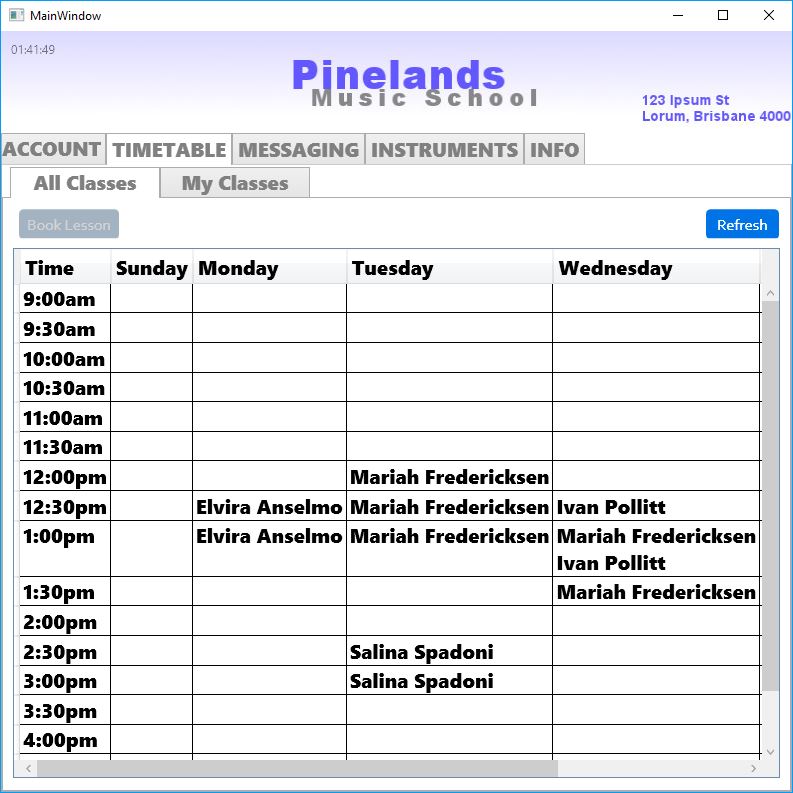 MainWindow
01:41:49
Pinelands
Music School
123 Ipsum St
Lorum, Brisbane 4000
ACCOUNT TIMETABLE MESSAGING INSTRUMENTS INFO
All Classes My Classes
Book Lesson Refresh
Time Sunday Monday Tuesday Wednesday
9:00am
9:30am
10:00am
10:30am
11:00am
11:30am
12:00pm Mariah Fredericksen
12:30pm Elvira Anselmo Mariah Fredericksen Ivan Pollitt
1:00pm Elvira Anselmo Mariah Fredericksen Mariah Fredericksen
Ivan Pollitt
1:30pm Mariah Fredericksen
2:00pm
2:30pm Salina Spadoni
3:00pm Salina Spadoni
3:30pm
4:00pm